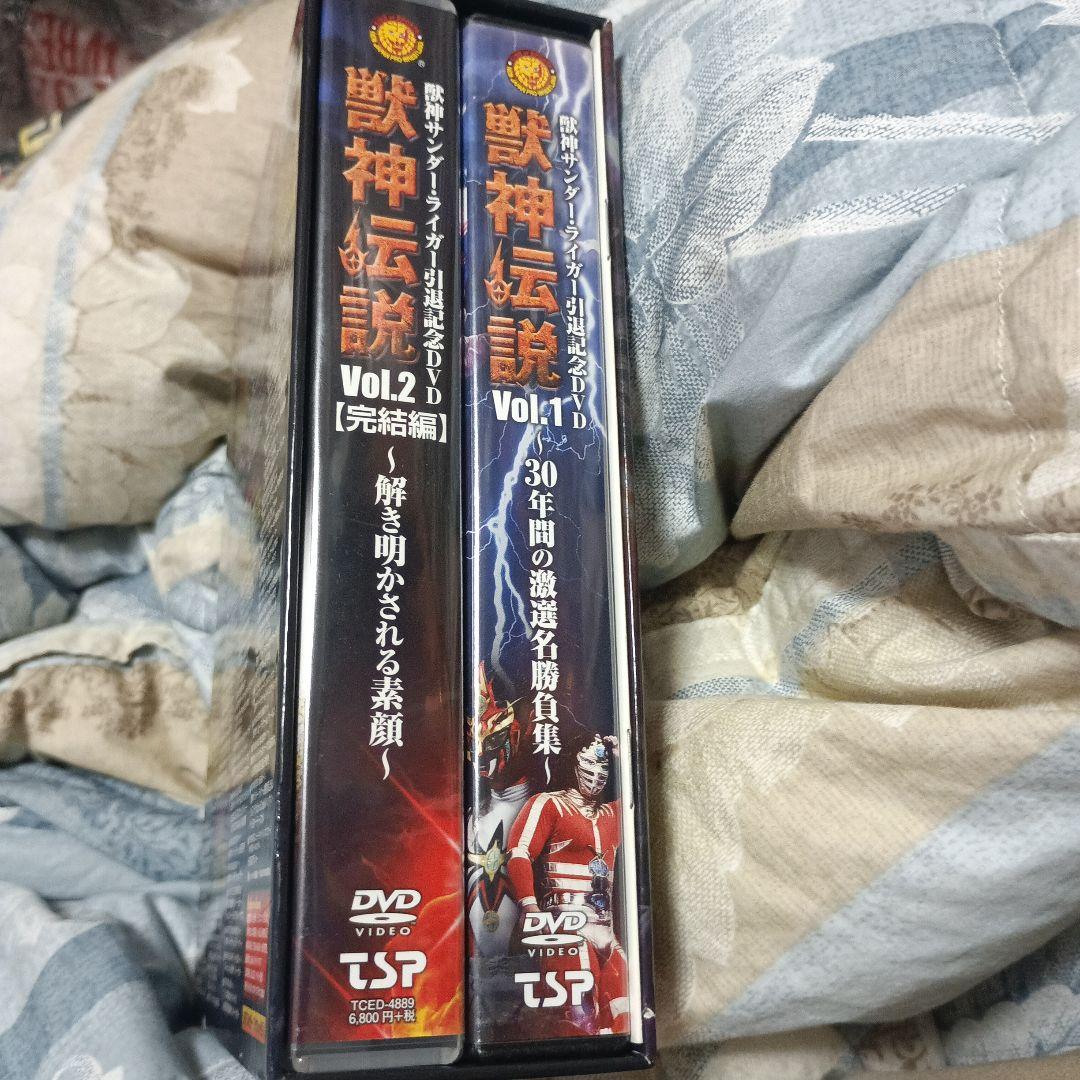 獣神サンダー・ライガー引退記念DVD
獣神伝説
Vol.2
【完結編】
〜解き明かされる素顔〜
DVD
VIDEO
TSP
TCED-4889
6,800円+税
獣神サンダー・ライガー引退記念DVD
獣神伝説
Vol.1
〜30年間の激選名勝負集〜
DVD
VIDEO
TSP